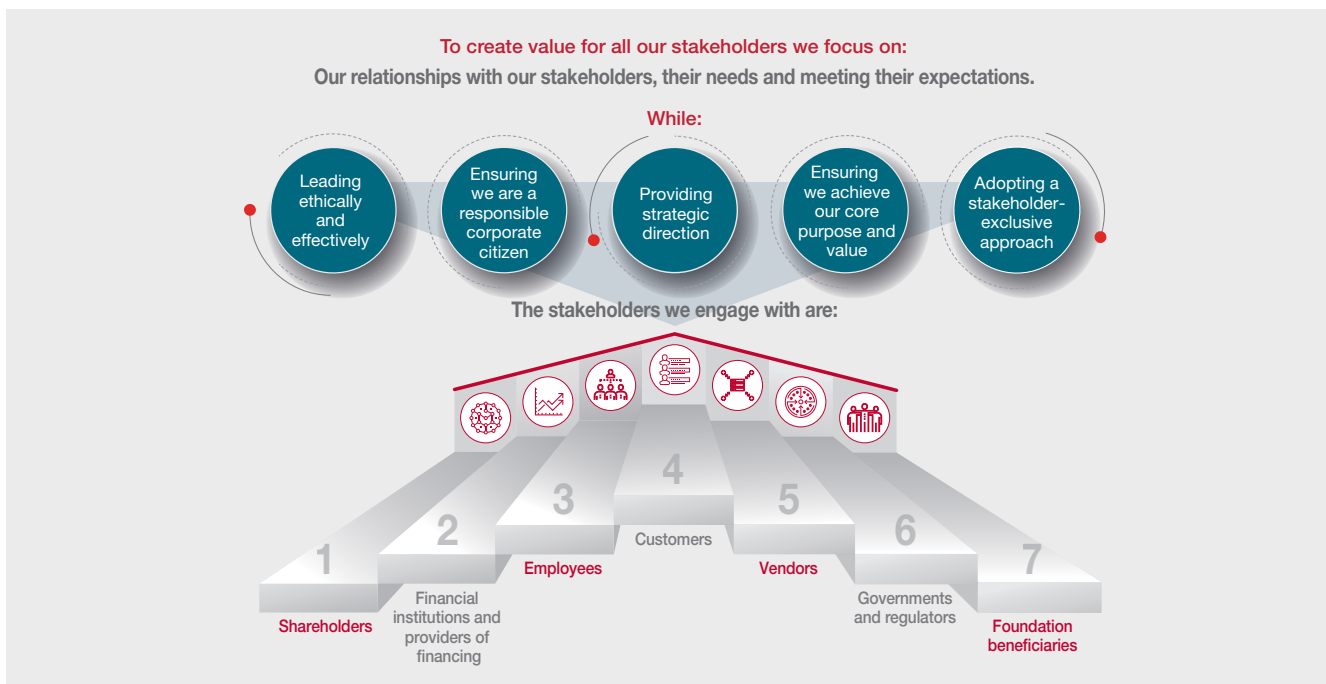 To create value for all our stakeholders we focus on:
Our relationships with our stakeholders, their needs and meeting their expectations.
While:
Leading
ethically
and
effectively
Ensuring
we are a
responsible
corporate
citizen
Providing
strategic
direction
Ensuring
we achieve
our core
purpose and
value
Adopting a
stakeholder-
exclusive
approach
The stakeholders we engage with are:
1
Shareholders
2
Financial
institutions and
providers of
financing
3
Employees
4
Customers
5
Vendors
6
Governments
and regulators
7
Foundation
beneficiaries